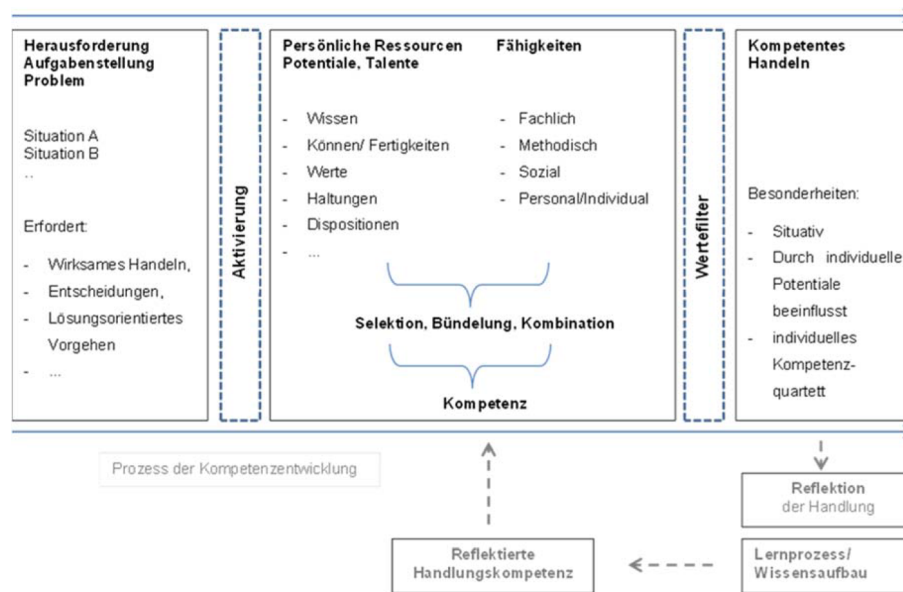 Herausforderung
Aufgabenstellung
Problem
Situation A
Situation B
..
Erfordert:
- Wirksames Handeln,
- Entscheidungen,
- Lösungsorientiertes
Vorgehen
- ...
Aktivierung
Persönliche Ressourcen
Potentiale, Talente
- Wissen
- Können/ Fertigkeiten
- Werte
- Haltungen
- Dispositionen
- ...
Fähigkeiten
- Fachlich
- Methodisch
- Sozial
- Personal/Individual
Selektion, Bündelung, Kombination
Kompetenz
Wertefilter
Kompetentes
Handeln
Besonderheiten:
- Situativ
- Durch individuelle
Potentiale
beeinflusst
- individuelles
Kompetenz-
quartett
Prozess der Kompetenzentwicklung
Reflektion
der Handlung
Lernprozess/
Wissensaufbau
Reflektierte
Handlungskompetenz